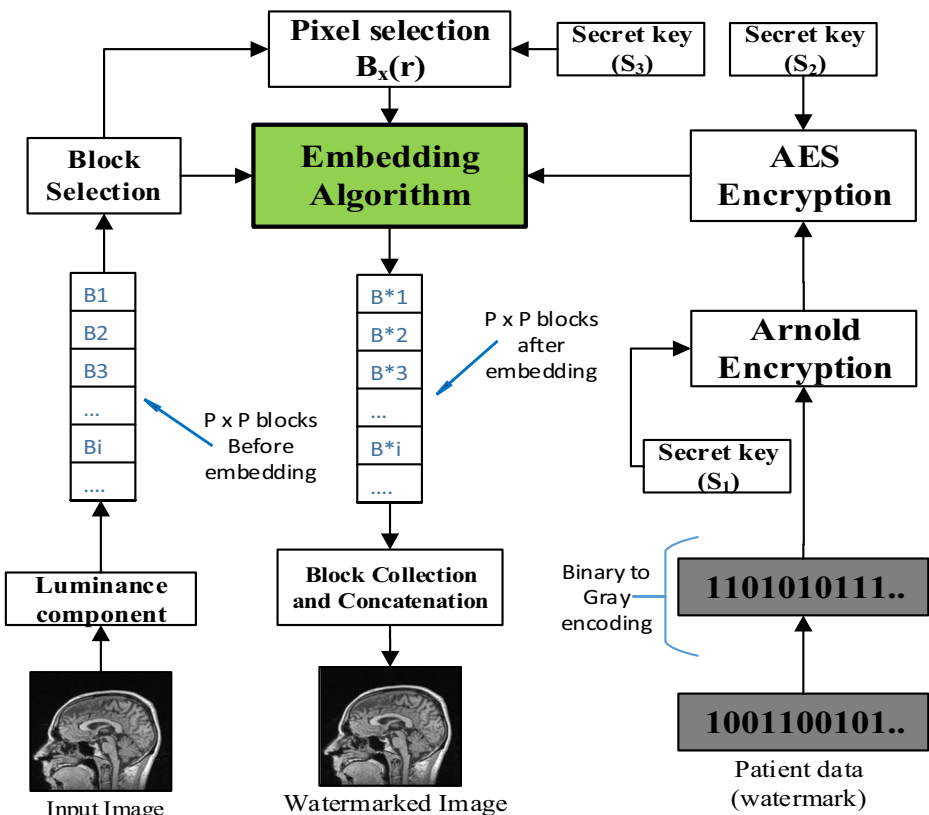 Pixel selection
Bₓ(r)
Secret key
(S₃)
Secret key
(S₂)
Block
Selection
Embedding
Algorithm
AES
Encryption
B1
B2
B3
...
Bi
....
P x P blocks
Before
embedding
B*1
B*2
B*3
...
B*i
....
P x P blocks
after
embedding
Arnold
Encryption
Secret key
(S₁)
Luminance
component
Block Collection
and Concatenation
Binary to
Gray
encoding
1101010111..
1001100101..
Input Image
Watermarked Image
Patient data
(watermark)